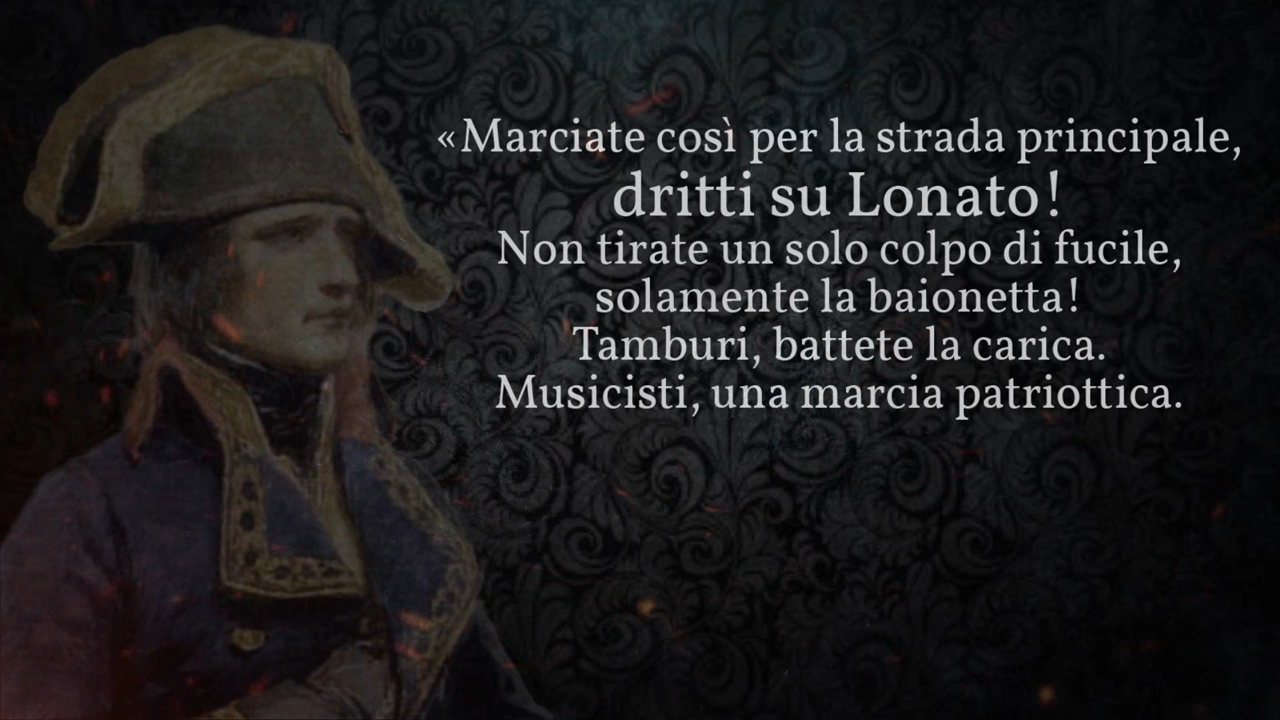 «Marciate così per la strada principale,
dritti su Lonato!
Non tirate un solo colpo di fucile,
solamente la baionetta!
Tamburi, battete la carica.
Musicisti, una marcia patriottica.